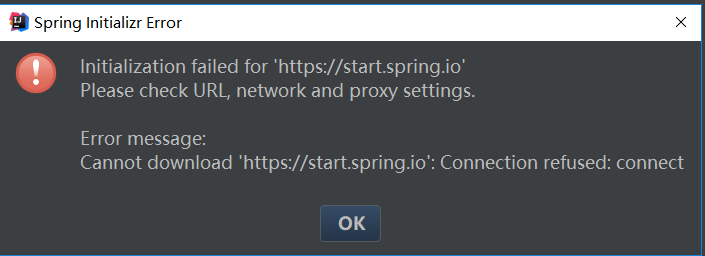 Spring Initializr Error
Initialization failed for 'https://start.spring.io'
Please check URL, network and proxy settings.
Error message:
Cannot download 'https://start.spring.io': Connection refused: connect
OK